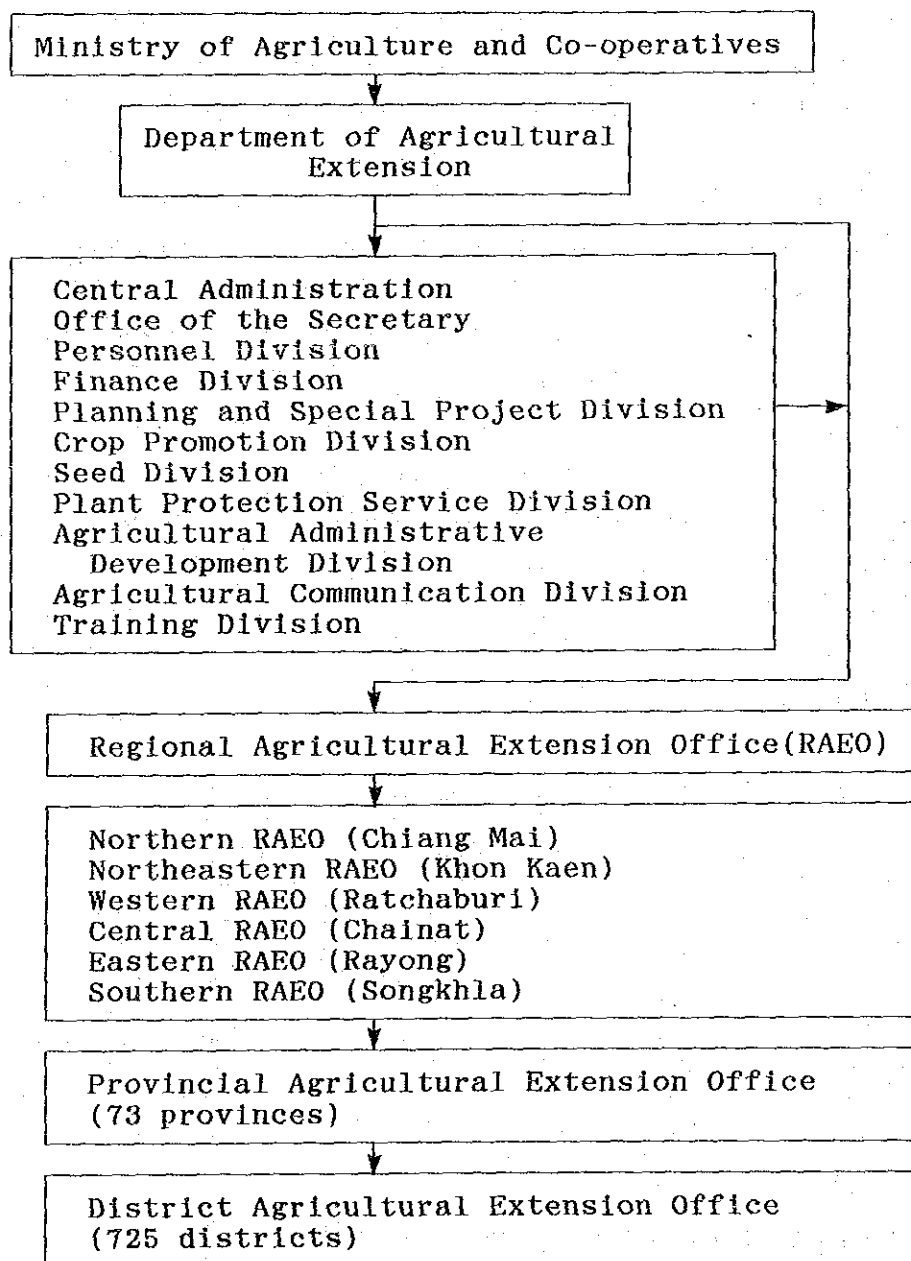 Ministry of Agriculture and Co-operatives
Department of Agricultural
Extension
Central Administration
Office of the Secretary
Personnel Division
Finance Division
Planning and Special Project Division
Crop Promotion Division
Seed Division
Plant Protection Service Division
Agricultural Administrative
Development Division
Agricultural Communication Division
Training Division
Regional Agricultural Extension Office(RAEO)
Northern RAEO (Chiang Mai)
Northeastern RAEO (Khon Kaen)
Western RAEO (Ratchaburi)
Central RAEO (Chainat)
Eastern RAEO (Rayong)
Southern RAEO (Songkhla)
Provincial Agricultural Extension Office
(73 provinces)
District Agricultural Extension Office
(725 districts)